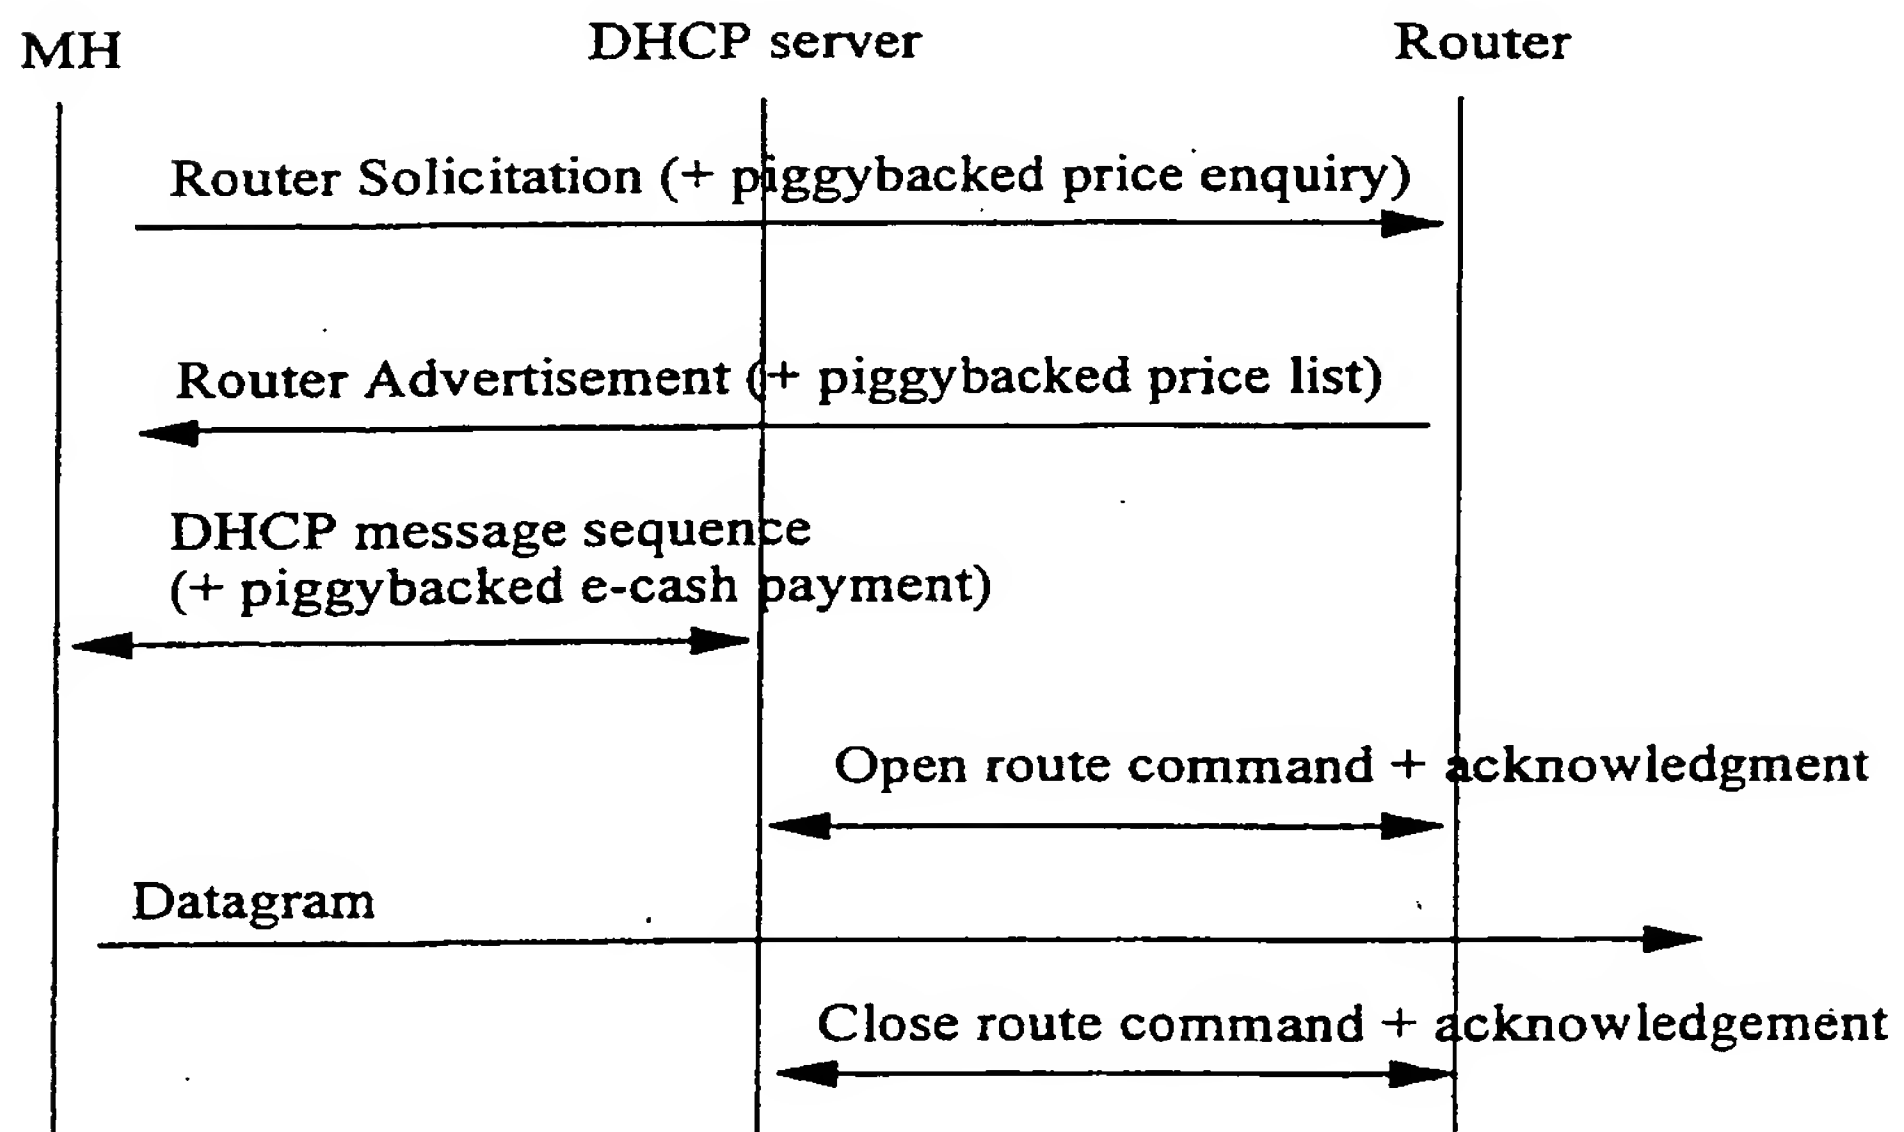 MH
DHCP server
Router
Router Solicitation (+ piggybacked price enquiry)
Router Advertisement (+ piggybacked price list)
DHCP message sequence
(+ piggybacked e-cash payment)
Open route command + acknowledgment
Datagram
Close route command + acknowledgement